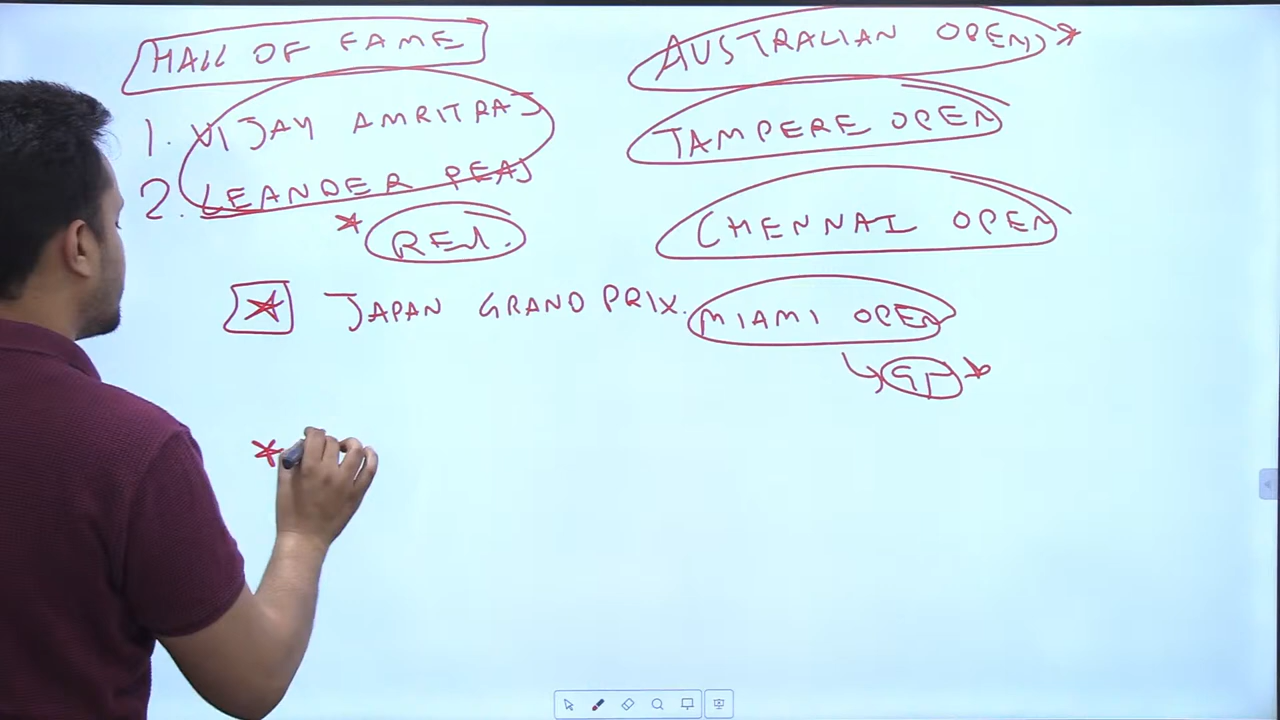 HALL OF FAME
1. VIJAY AMRITRAJ
2. LEANDER PEAS
* REL.
* JAPAN GRAND PRIX.
*
AUSTRALIAN OPEN *
TAMPERE OPEN
CHENNAI OPEN
MIAMI OPEN